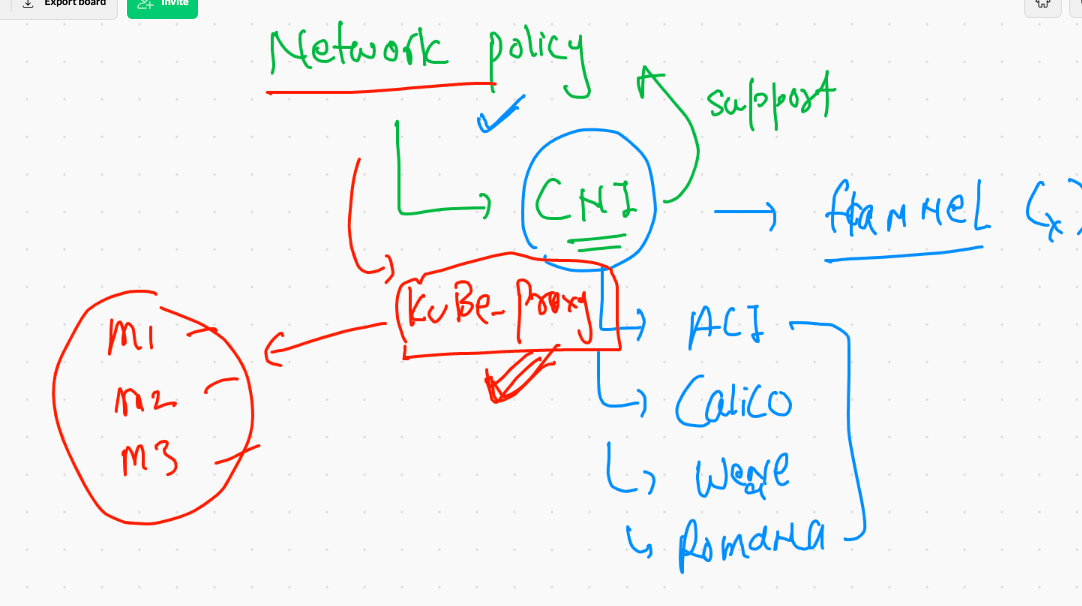 Export board
Invite
Network policy
support
CNI
flannel (x)
Kube-Proxy
ACI
M1
M2
Calico
M3
Weave
Romana